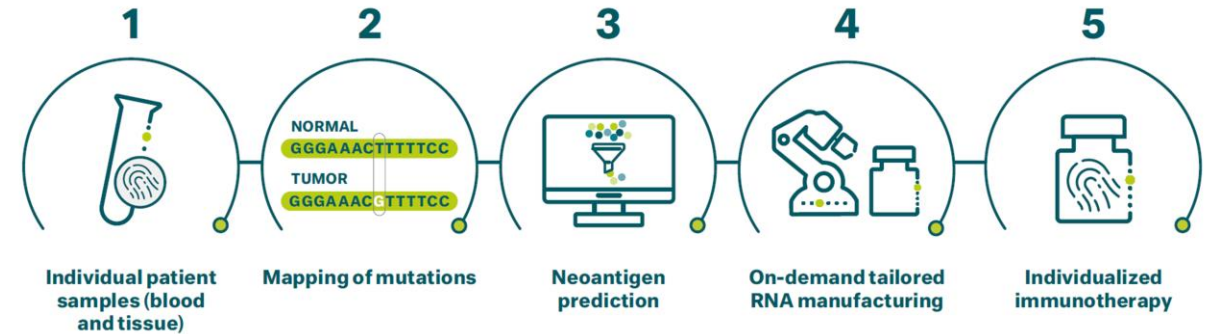 1
2
3
4
5
NORMAL
GGGAAACTTTTTCC
TUMOR
GGGAAACGTTTTCC
Individual patient
samples (blood
and tissue)
Mapping of mutations
Neoantigen
prediction
On-demand tailored
RNA manufacturing
Individualized
immunotherapy